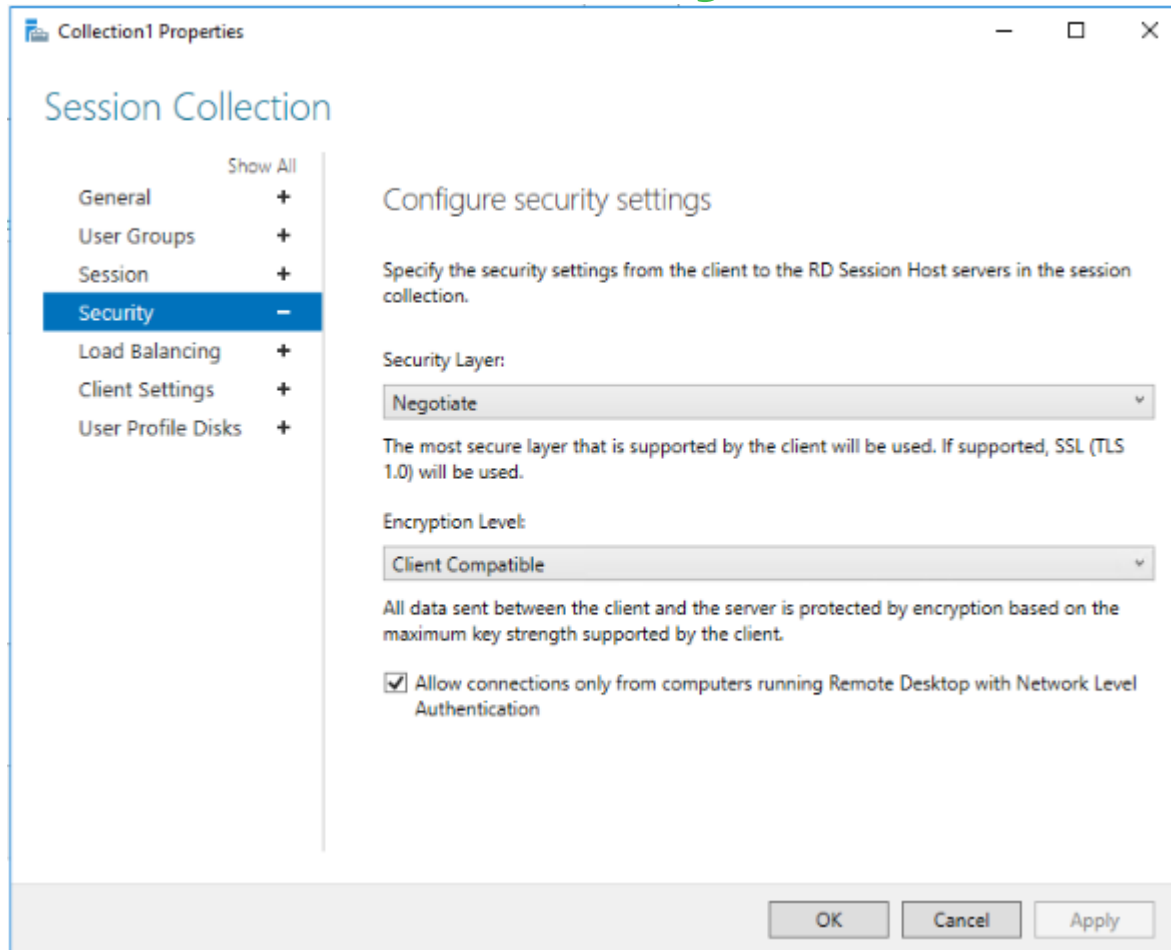 Collection1 Properties
Session Collection
Show All
General +
User Groups +
Session +
Security −
Load Balancing +
Client Settings +
User Profile Disks +
Configure security settings
Specify the security settings from the client to the RD Session Host servers in the session
collection.
Security Layer:
Negotiate
The most secure layer that is supported by the client will be used. If supported, SSL (TLS
1.0) will be used.
Encryption Level:
Client Compatible
All data sent between the client and the server is protected by encryption based on the
maximum key strength supported by the client.
Allow connections only from computers running Remote Desktop with Network Level
Authentication
OK
Cancel
Apply